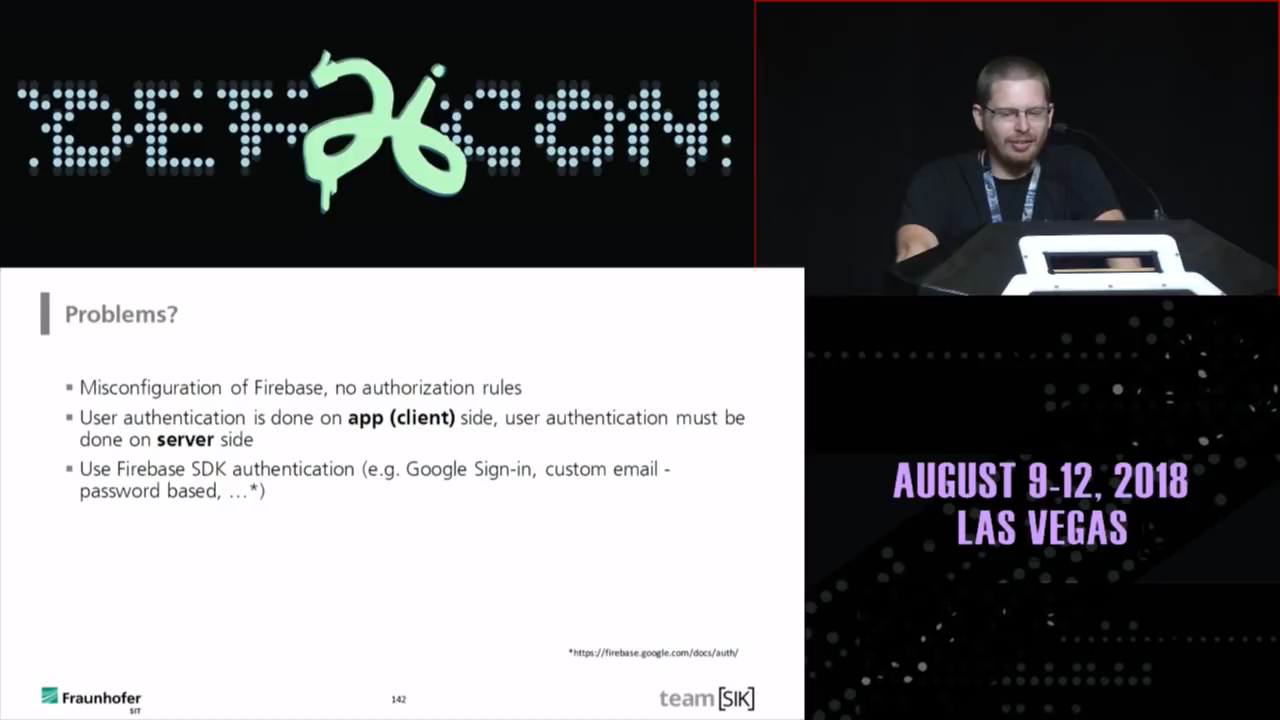 DEF 26 CON
Problems?
▪ Misconfiguration of Firebase, no authorization rules
▪ User authentication is done on app (client) side, user authentication must be
done on server side
▪ Use Firebase SDK authentication (e.g. Google Sign-in, custom email -
password based, …*)
*https://firebase.google.com/docs/auth/
Fraunhofer
SIT
142
team[SIK]
AUGUST 9-12, 2018
LAS VEGAS